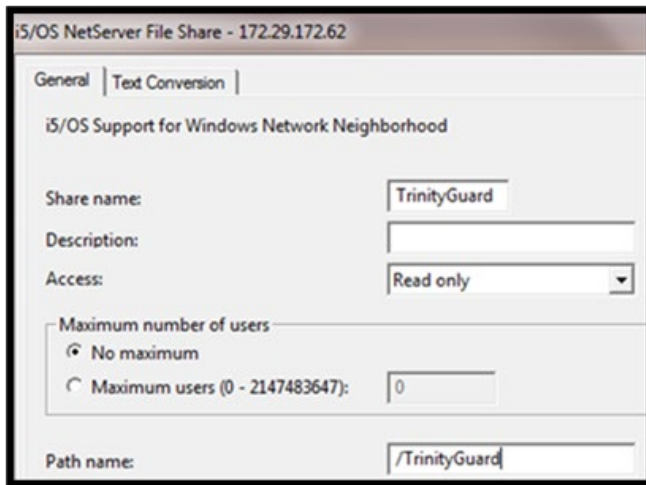 i5/OS NetServer File Share - 172.29.172.62
General Text Conversion
i5/OS Support for Windows Network Neighborhood
Share name: TrinityGuard
Description:
Access: Read only
Maximum number of users
No maximum
Maximum users (0 - 2147483647): 0
Path name: /TrinityGuard